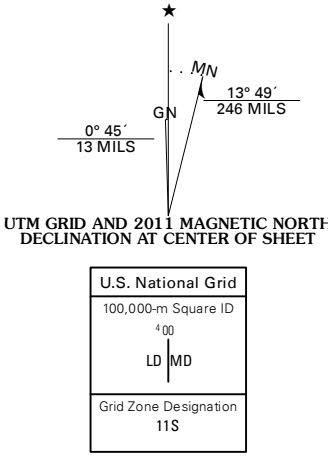 ★
MN
GN
13° 49´
246 MILS
0° 45´
13 MILS
UTM GRID AND 2011 MAGNETIC NORTH
DECLINATION AT CENTER OF SHEET
U.S. National Grid
100,000-m Square ID
⁴00
LD MD
Grid Zone Designation
11S